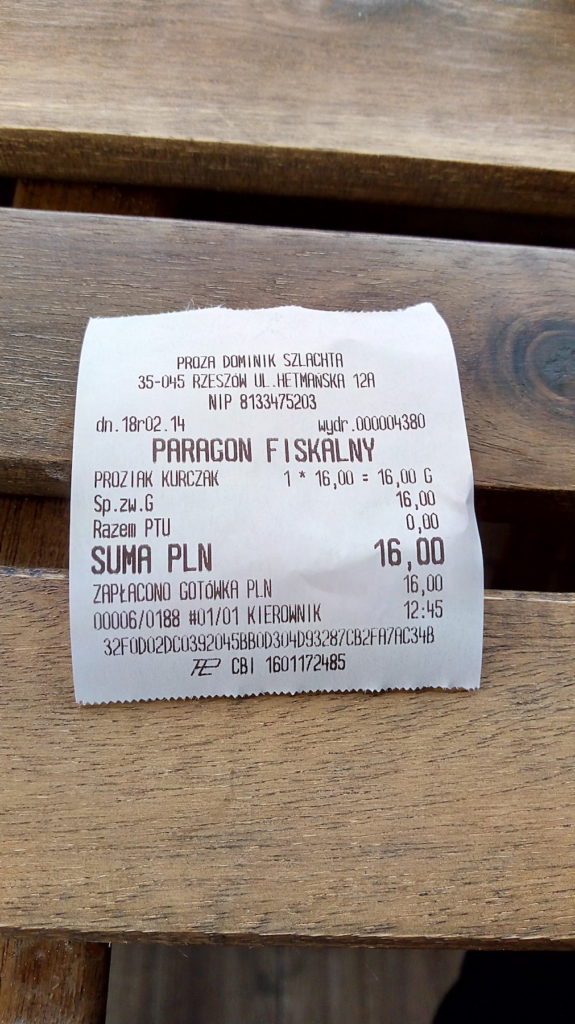 PROZA DOMINIK SZLACHTA
35-045 RZESZÓW UL.HETMAŃSKA 12A
NIP 8133475203
dn.18r02.14 wydr.000004380
PARAGON FISKALNY
PROZIAK KURCZAK 1 * 16,00 = 16,00 G
Sp.zw.G 16,00
Razem PTU 0,00
SUMA PLN 16,00
ZAPŁACONO GOTÓWKA PLN 16,00
00006/0188 #01/01 KIEROWNIK 12:45
32F0D02DC0392045BB0D304D93287CB2FA7AC34B
CBI 1601172485